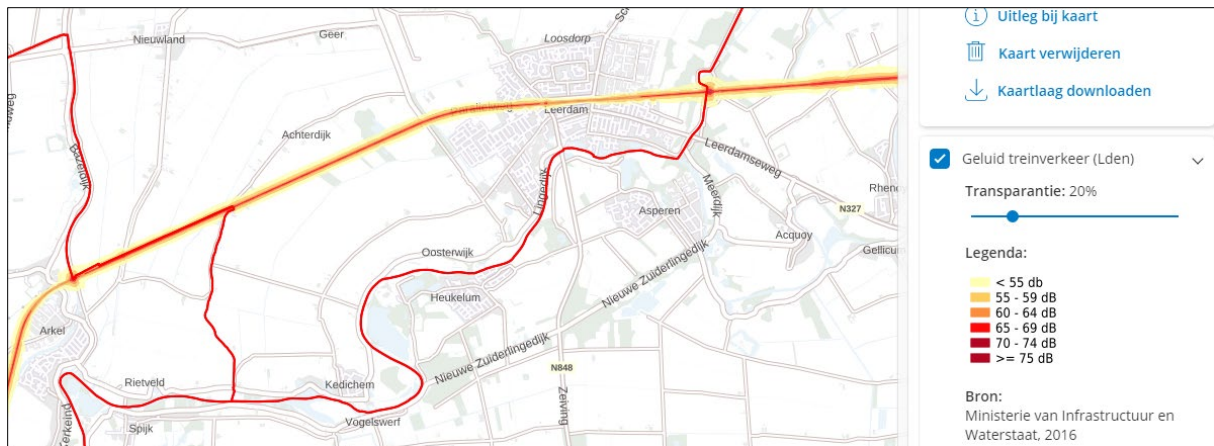 Nieuwland
Geer
Loosdorp
Leerdam
Achterdijk
Bazeldijk
Lingedijk
Leerdamseweg
Meerdijk
N327
Asperen
Acquoy
Oosterwijk
Heukelum
Nieuwe Zuiderlingedijk
Nieuwe Zuiderlingedijk
Arkel
Rietveld
Kedichem
N848
Zeiving
Vogelswerf
Spijk
Uitleg bij kaart
Kaart verwijderen
Kaartlaag downloaden
Geluid treinverkeer (Lden)
Transparantie: 20%
Legenda:
< 55 db
55 - 59 dB
60 - 64 dB
65 - 69 dB
70 - 74 dB
>= 75 dB
Bron:
Ministerie van Infrastructuur en
Waterstaat, 2016